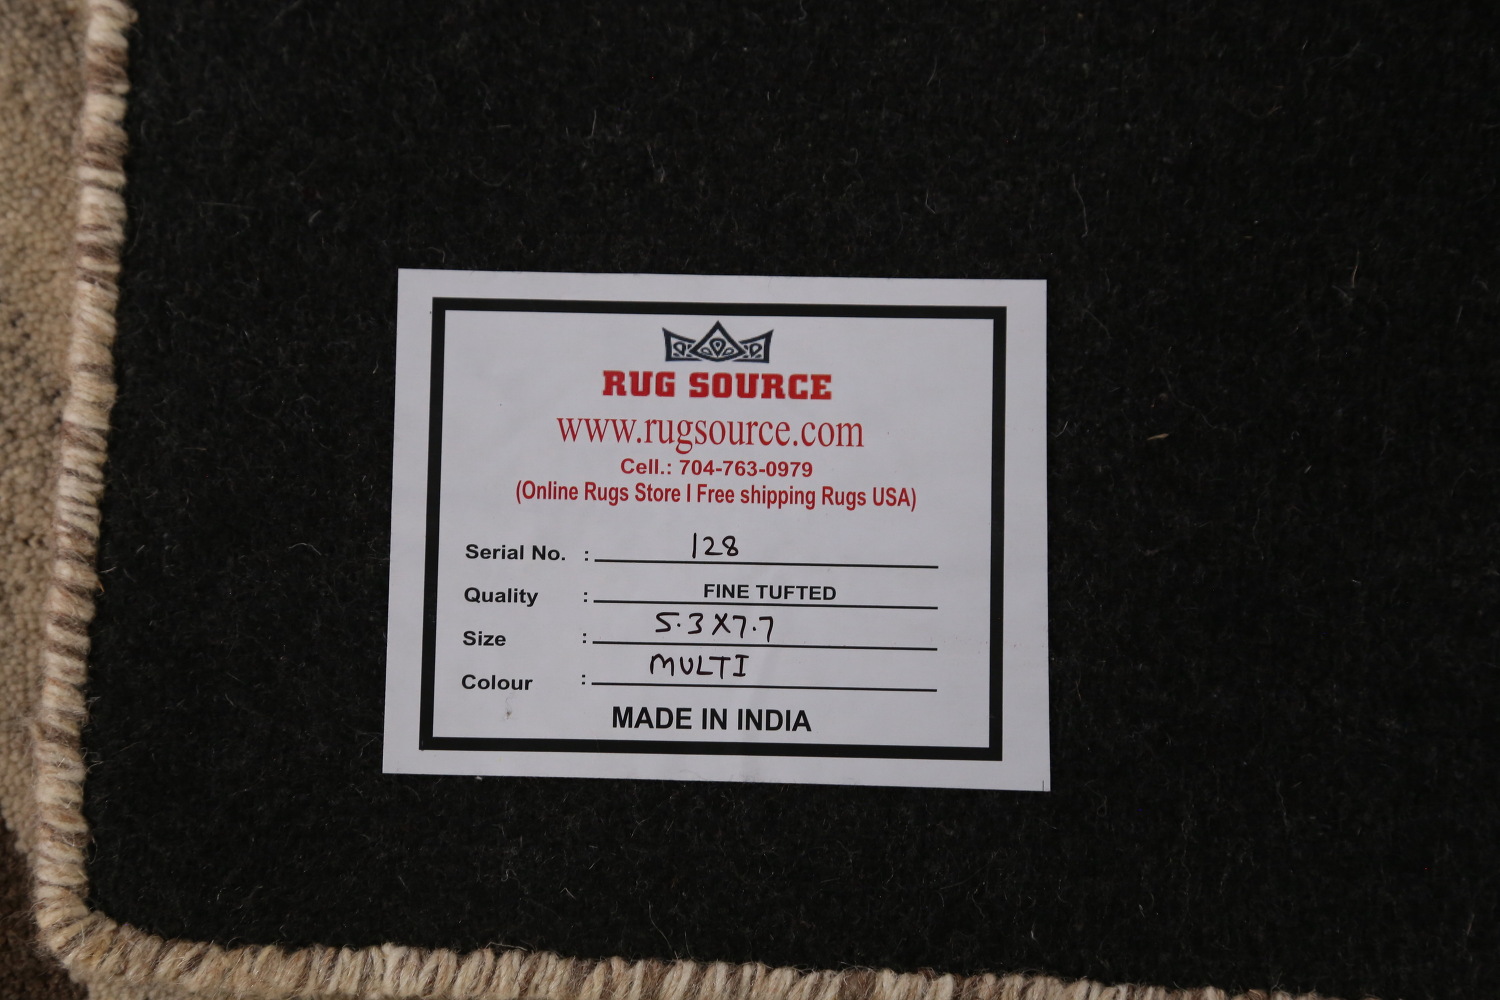 RUG SOURCE
www.rugsource.com
Cell.: 704-763-0979
(Online Rugs Store I Free shipping Rugs USA)
Serial No. : 128
Quality : FINE TUFTED
Size : 5.3X7.7
Colour : MULTI
MADE IN INDIA